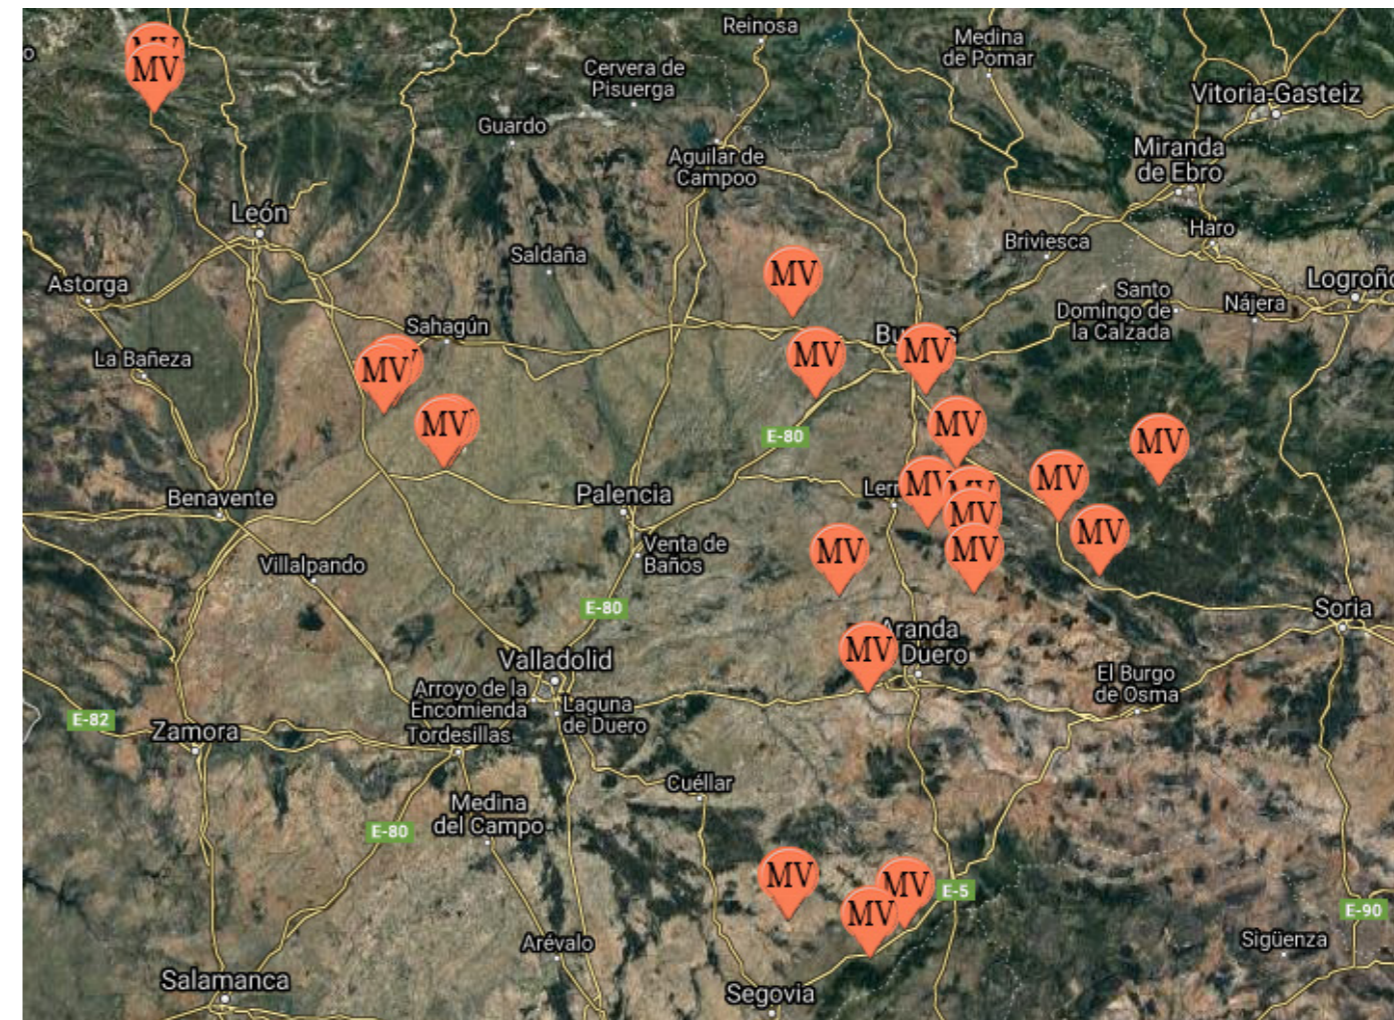 Reinosa
Medina
de Pomar
MV
MV
Cervera de
Pisuerga
Vitoria-Gasteiz
Guardo
Aguilar de
Campoo
Miranda
de Ebro
León
Haro
Briviesca
Saldaña
Astorga
MV
Logroño
Santo
Domingo de
la Calzada
Nájera
Sahagún
MV
MV
La Bañeza
MV
MV
MV
MV
E-80
MV
MV
Benavente
Palencia
MV
MV
MV
MV
MV
Venta de
Baños
MV
Villalpando
E-80
Soria
Aranda
Duero
MV
Valladolid
El Burgo
de Osma
Arroyo de la
Encomienda
Laguna
de Duero
E-82
Zamora
Tordesillas
Cuéllar
Medina
del Campo
E-80
MV
MV
E-5
MV
E-90
Arévalo
Sigüenza
Salamanca
Segovia